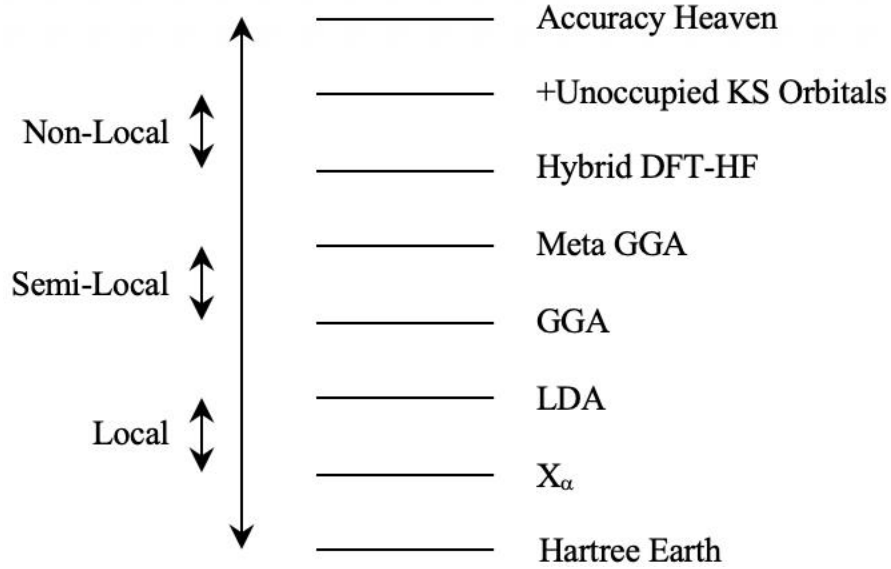 Accuracy Heaven
+Unoccupied KS Orbitals
Non-Local
Hybrid DFT-HF
Meta GGA
Semi-Local
GGA
LDA
Local
Xα
Hartree Earth